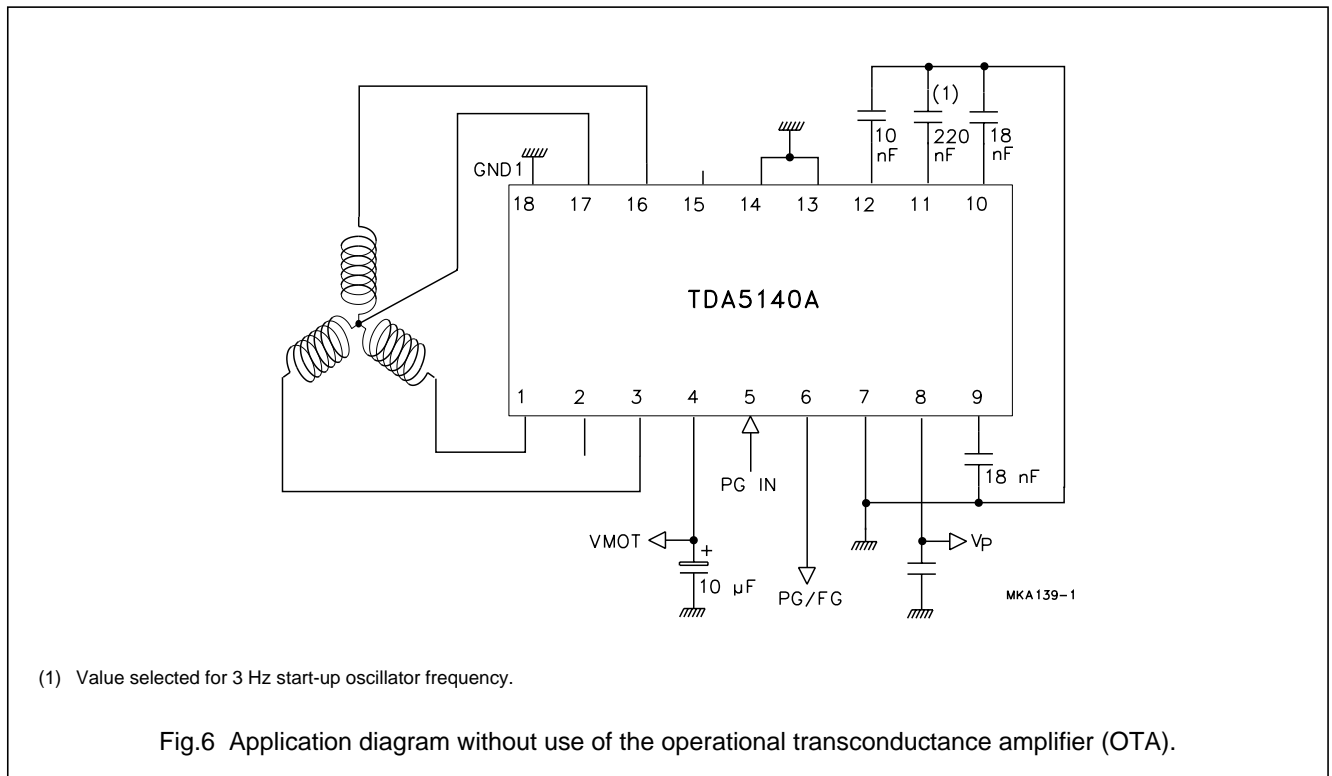 (1)
10 nF
220 nF
18 nF
GND1
18 17 16 15 14 13 12 11 10
TDA5140A
1 2 3 4 5 6 7 8 9
18 nF
PG IN
VMOT
+
10 µF
PG/FG
VP
MKA139-1
(1) Value selected for 3 Hz start-up oscillator frequency.
Fig.6 Application diagram without use of the operational transconductance amplifier (OTA).